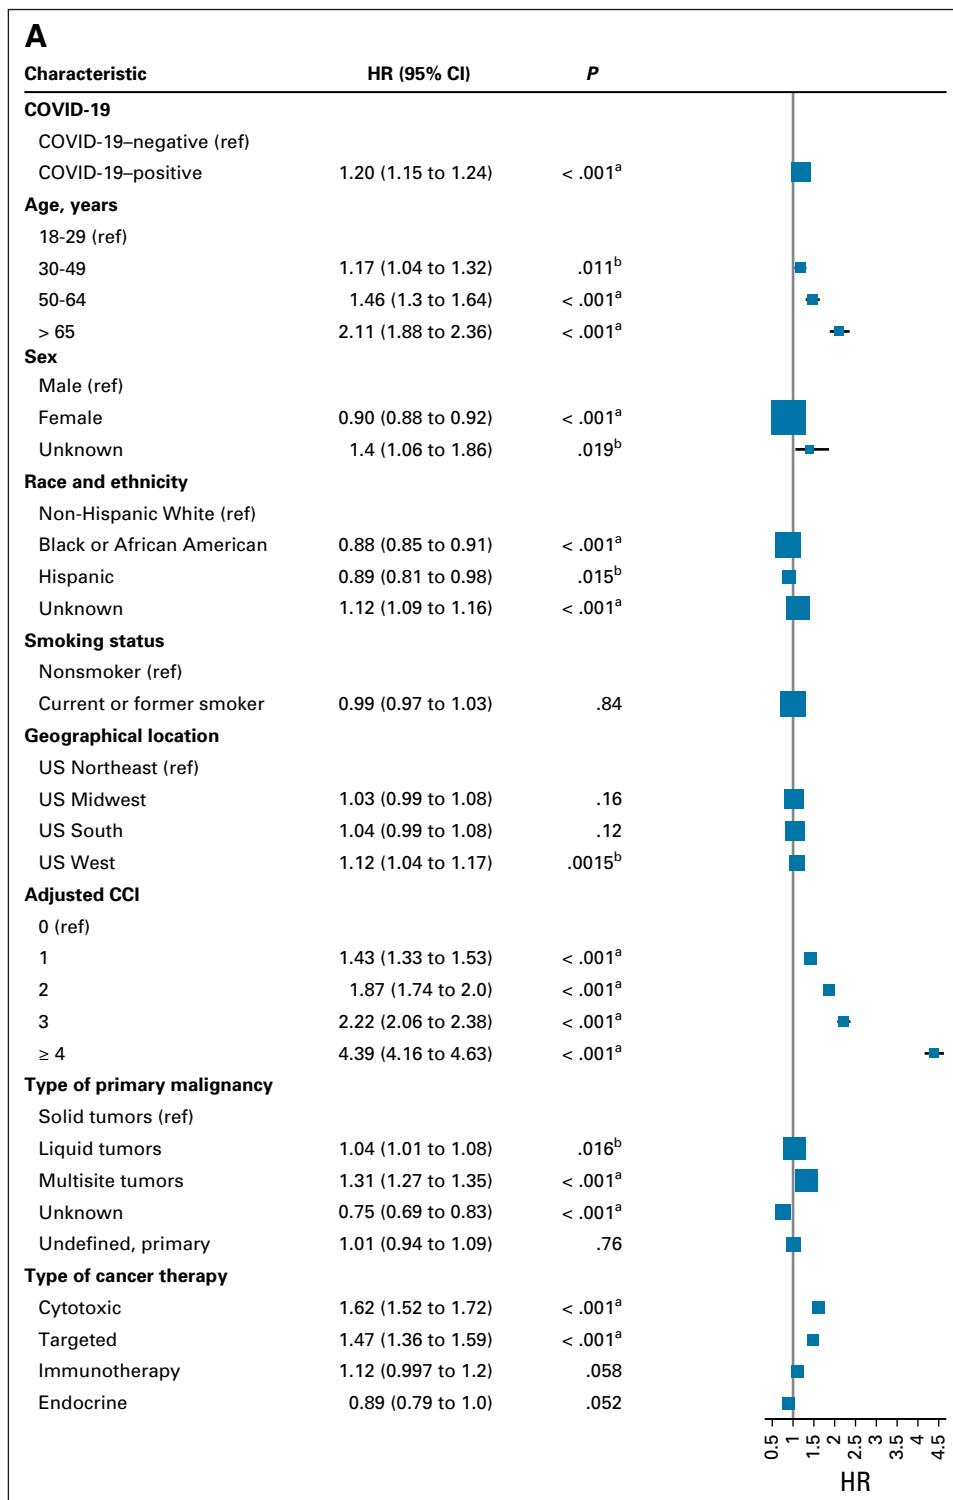 A
Characteristic HR (95% CI) P
COVID-19
COVID-19–negative (ref)
COVID-19–positive 1.20 (1.15 to 1.24) < .001a
Age, years
18-29 (ref)
30-49 1.17 (1.04 to 1.32) .011b
50-64 1.46 (1.3 to 1.64) < .001a
> 65 2.11 (1.88 to 2.36) < .001a
Sex
Male (ref)
Female 0.90 (0.88 to 0.92) < .001a
Unknown 1.4 (1.06 to 1.86) .019b
Race and ethnicity
Non-Hispanic White (ref)
Black or African American 0.88 (0.85 to 0.91) < .001a
Hispanic 0.89 (0.81 to 0.98) .015b
Unknown 1.12 (1.09 to 1.16) < .001a
Smoking status
Nonsmoker (ref)
Current or former smoker 0.99 (0.97 to 1.03) .84
Geographical location
US Northeast (ref)
US Midwest 1.03 (0.99 to 1.08) .16
US South 1.04 (0.99 to 1.08) .12
US West 1.12 (1.04 to 1.17) .0015b
Adjusted CCI
0 (ref)
1 1.43 (1.33 to 1.53) < .001a
2 1.87 (1.74 to 2.0) < .001a
3 2.22 (2.06 to 2.38) < .001a
≥ 4 4.39 (4.16 to 4.63) < .001a
Type of primary malignancy
Solid tumors (ref)
Liquid tumors 1.04 (1.01 to 1.08) .016b
Multisite tumors 1.31 (1.27 to 1.35) < .001a
Unknown 0.75 (0.69 to 0.83) < .001a
Undefined, primary 1.01 (0.94 to 1.09) .76
Type of cancer therapy
Cytotoxic 1.62 (1.52 to 1.72) < .001a
Targeted 1.47 (1.36 to 1.59) < .001a
Immunotherapy 1.12 (0.997 to 1.2) .058
Endocrine 0.89 (0.79 to 1.0) .052
0.5 1 1.5 2 2.5 3 3.5 4 4.5
HR